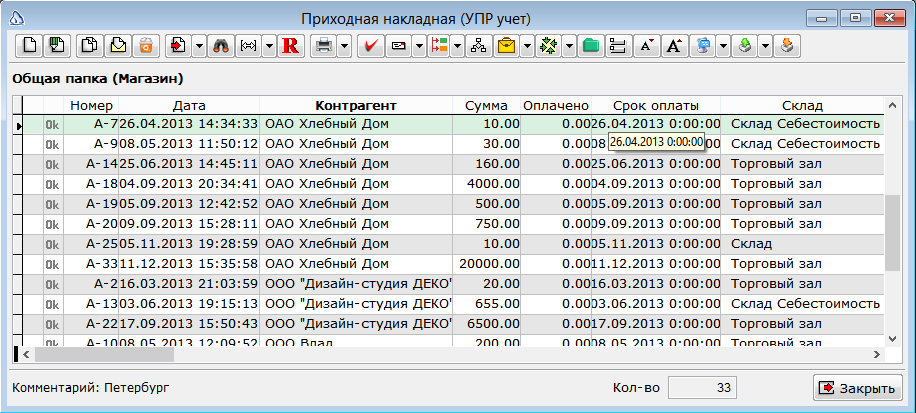 Приходная накладная (УПР учет)
R A A
Общая папка (Магазин)
Номер Дата Контрагент Сумма Оплачено Срок оплаты Склад
Ok А-7 26.04.2013 14:34:33 ОАО Хлебный Дом 10.00 0.00 26.04.2013 0:00:00 Склад Себестоимость
Ok А-9 08.05.2013 11:50:12 ОАО Хлебный Дом 30.00 0.00 08 :00 Склад Себестоимость
26.04.2013 0:00:00
Ok А-14 25.06.2013 14:45:11 ОАО Хлебный Дом 160.00 0.00 25.06.2013 0:00:00 Торговый зал
Ok А-18 04.09.2013 20:34:41 ОАО Хлебный Дом 4000.00 0.00 04.09.2013 0:00:00 Торговый зал
Ok А-19 05.09.2013 12:42:52 ОАО Хлебный Дом 500.00 0.00 05.09.2013 0:00:00 Торговый зал
Ok А-20 09.09.2013 15:28:11 ОАО Хлебный Дом 750.00 0.00 09.09.2013 0:00:00 Торговый зал
Ok А-25 05.11.2013 19:28:59 ОАО Хлебный Дом 10.00 0.00 05.11.2013 0:00:00 Склад
Ok А-33 11.12.2013 15:35:58 ОАО Хлебный Дом 20000.00 0.00 11.12.2013 0:00:00 Торговый зал
Ok А-2 16.03.2013 21:03:59 ООО "Дизайн-студия ДЕКО" 20.00 0.00 16.03.2013 0:00:00 Торговый зал
Ok А-13 03.06.2013 19:15:13 ООО "Дизайн-студия ДЕКО" 655.00 0.00 03.06.2013 0:00:00 Склад Себестоимость
Ok А-22 17.09.2013 15:50:43 ООО "Дизайн-студия ДЕКО" 6500.00 0.00 17.09.2013 0:00:00 Торговый зал
Ok А-10 08.05.2013 12:09:52 ООО Влад 200.00 0.00 08.05.2013 0:00:00 Торговый зал
Комментарий: Петербург Кол-во 33 Закрыть